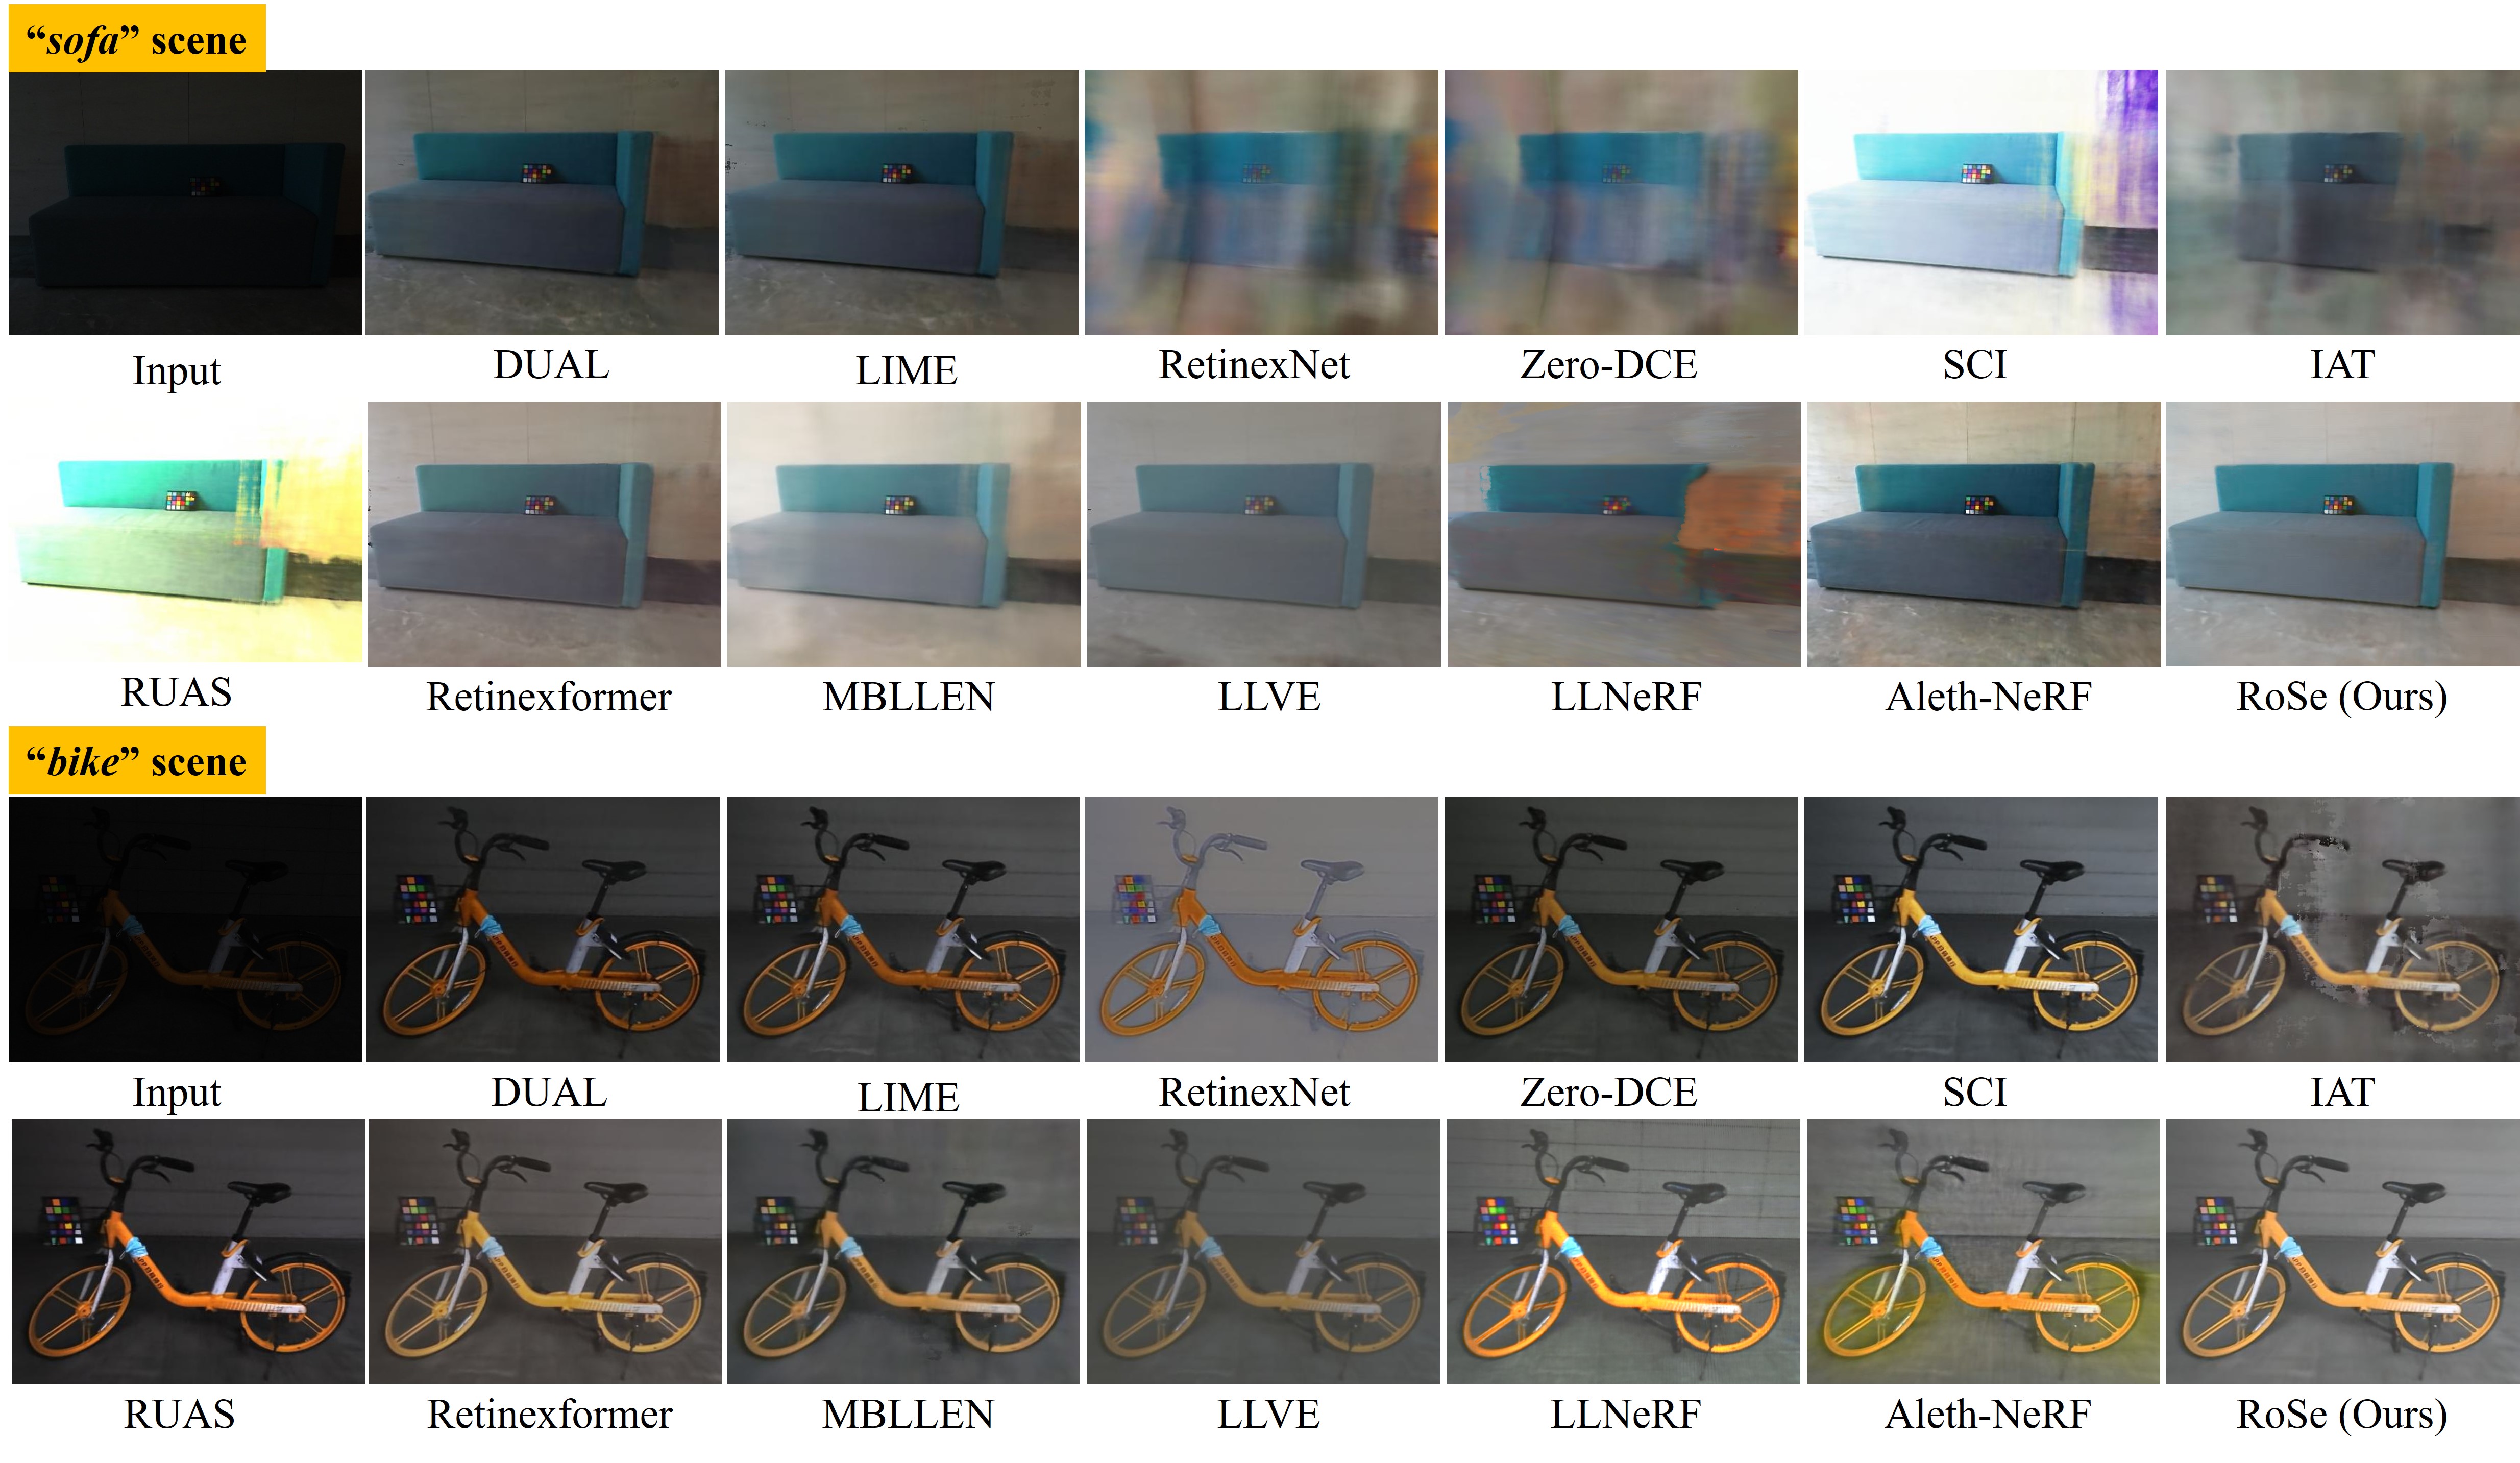 “sofa” scene
Input DUAL LIME RetinexNet Zero-DCE SCI IAT
RUAS Retinexformer MBLLEN LLVE LLNeRF Aleth-NeRF RoSe (Ours)
“bike” scene
Input DUAL LIME RetinexNet Zero-DCE SCI IAT
RUAS Retinexformer MBLLEN LLVE LLNeRF Aleth-NeRF RoSe (Ours)